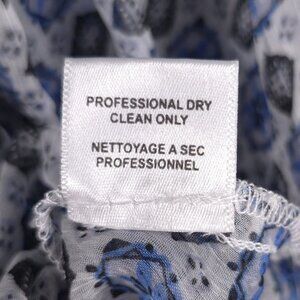 PROFESSIONAL DRY
CLEAN ONLY
NETTOYAGE A SEC
PROFESSIONNEL